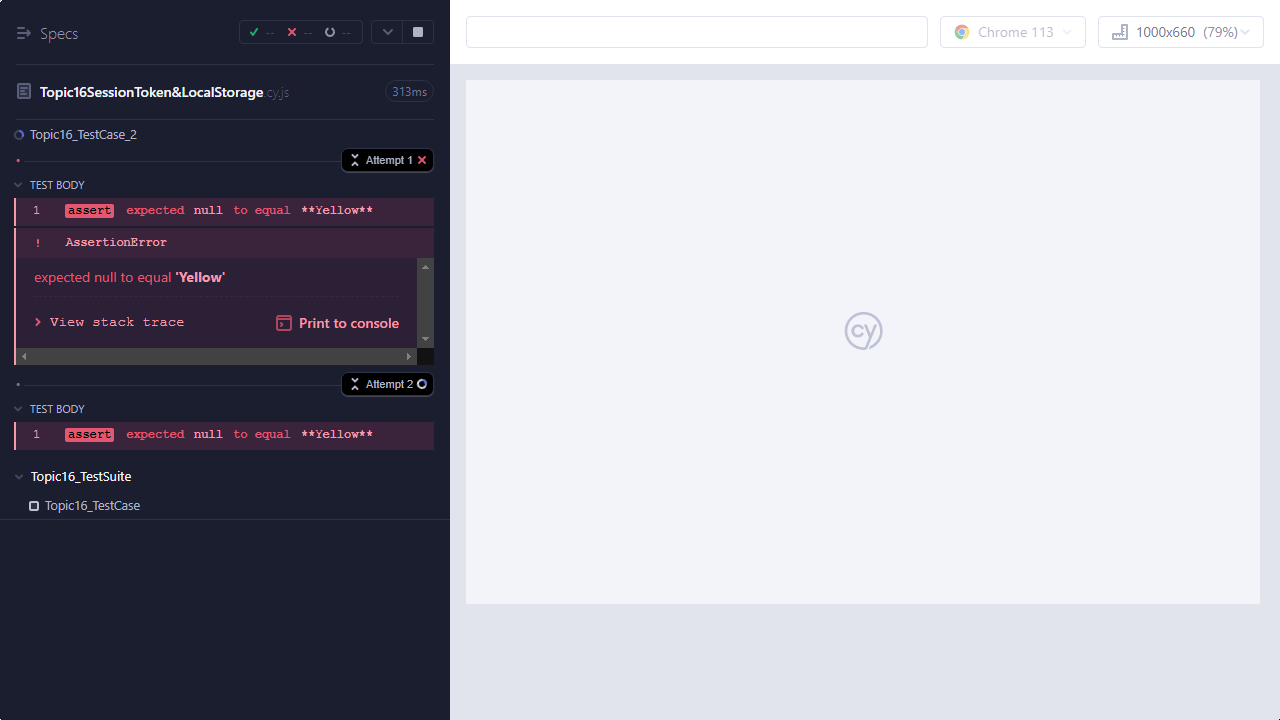 Specs
-- -- --
Chrome 113
1000x660 (79%)
Topic16SessionToken&LocalStorage cy.js
313ms
Topic16_TestCase_2
Attempt 1
TEST BODY
1 assert expected null to equal **Yellow**
! AssertionError
expected null to equal 'Yellow'
View stack trace
Print to console
Attempt 2
TEST BODY
1 assert expected null to equal **Yellow**
Topic16_TestSuite
Topic16_TestCase
cy